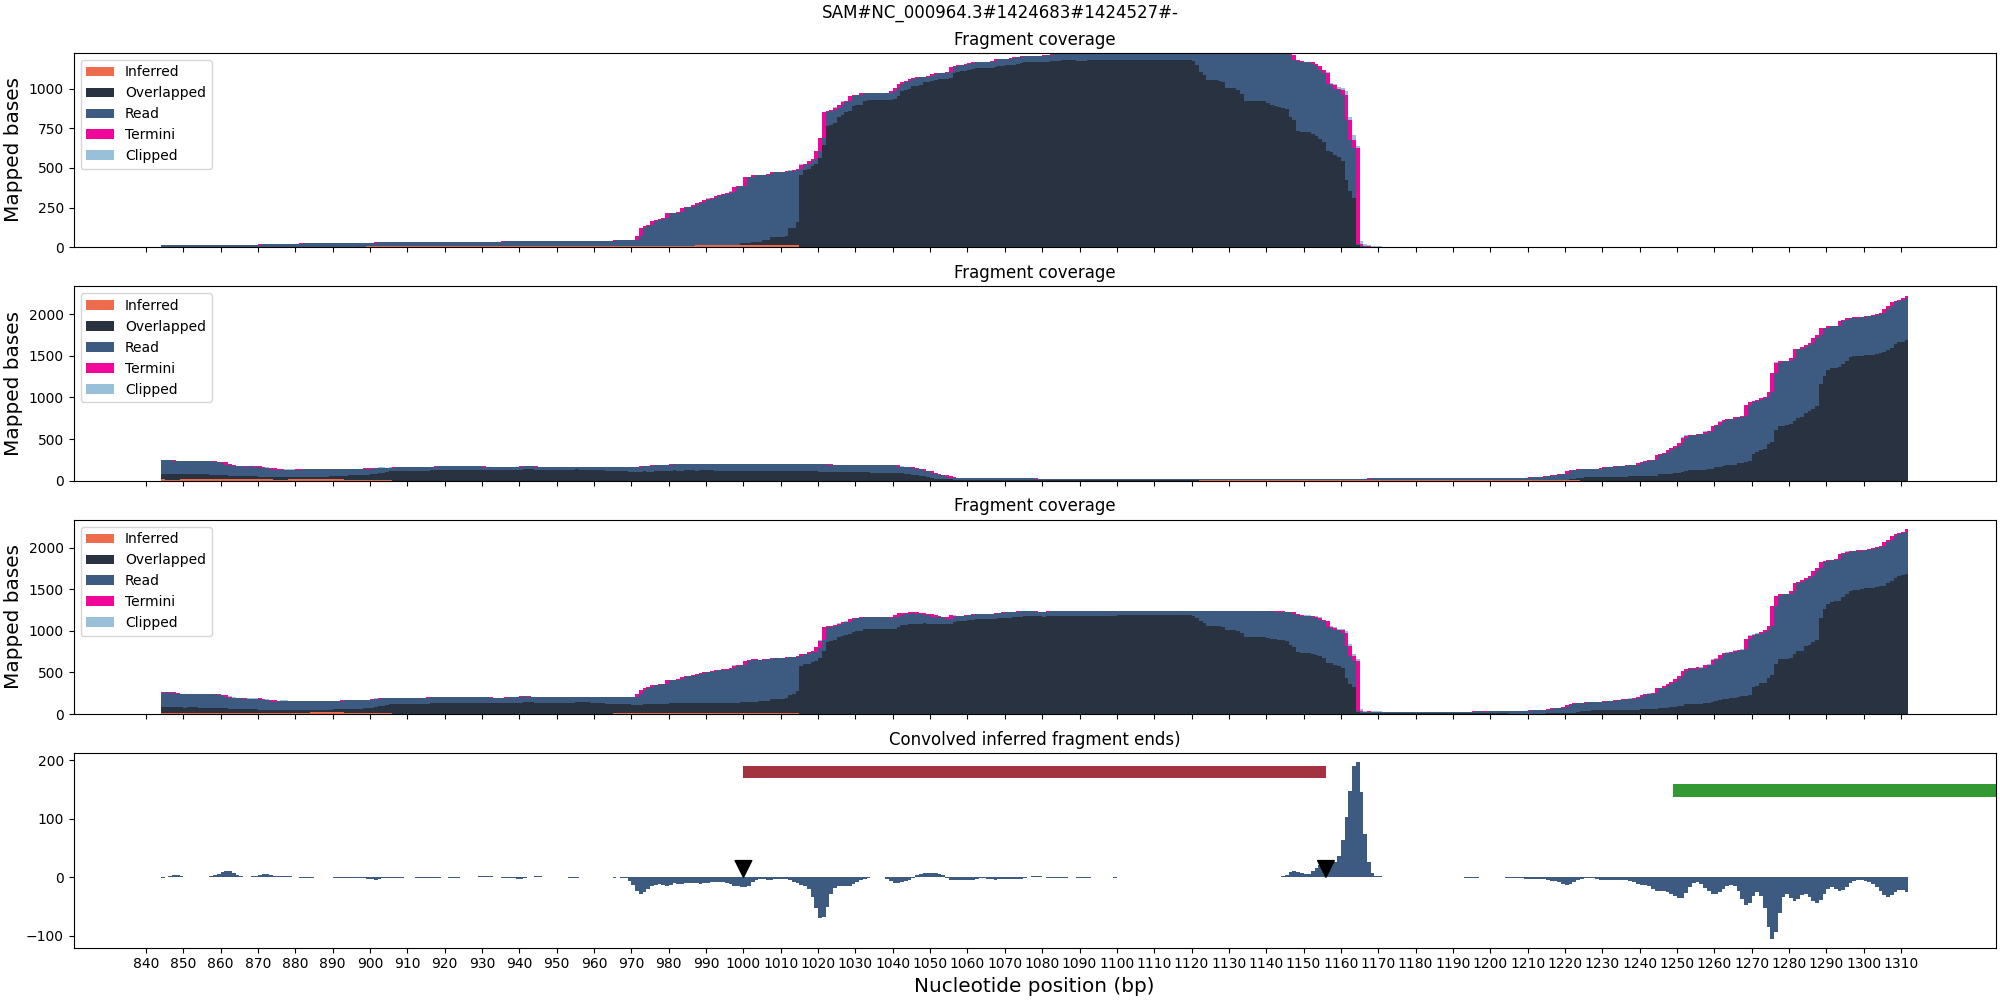 SAM#NC_000964.3#1424683#1424527#-
Fragment coverage
Mapped bases
1000
750
500
250
0
Inferred
Overlapped
Read
Termini
Clipped
Fragment coverage
Mapped bases
2000
1500
1000
500
0
Inferred
Overlapped
Read
Termini
Clipped
Fragment coverage
Mapped bases
2000
1500
1000
500
0
Inferred
Overlapped
Read
Termini
Clipped
Convolved inferred fragment ends)
200
100
0
−100
840 850 860 870 880 890 900 910 920 930 940 950 960 970 980 990 1000 1010 1020 1030 1040 1050 1060 1070 1080 1090 1100 1110 1120 1130 1140 1150 1160 1170 1180 1190 1200 1210 1220 1230 1240 1250 1260 1270 1280 1290 1300 1310
Nucleotide position (bp)